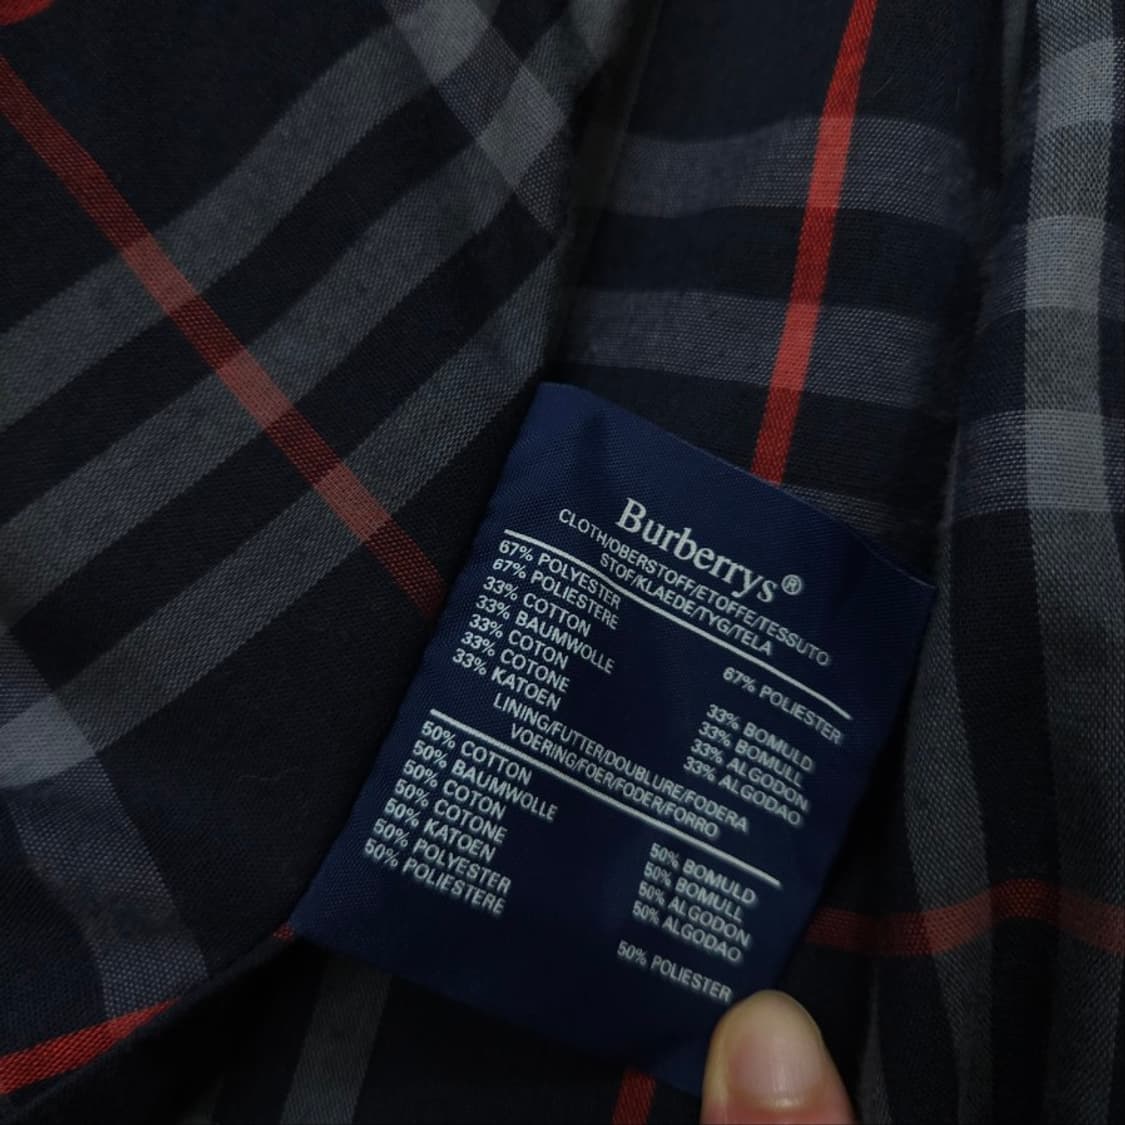 Burberrys®
CLOTH/OBERSTOFF/ETOFFE/TESSUTO
STOF/KLAEDE/TYG/TELA
67% POLYESTER
67% POLIESTERE 67% POLIESTER
33% COTTON
33% BAUMWOLLE 33% BOMULD
33% COTON 33% BOMULL
33% COTONE 33% ALGODON
33% KATOEN 33% ALGODAO
LINING/FUTTER/DOUBLURE/FODERA
VOERING/FOER/FODER/FORRO
50% COTTON
50% BAUMWOLLE 50% BOMULD
50% COTON 50% BOMULL
50% COTONE 50% ALGODON
50% KATOEN 50% ALGODAO
50% POLYESTER
50% POLIESTERE 50% POLIESTER